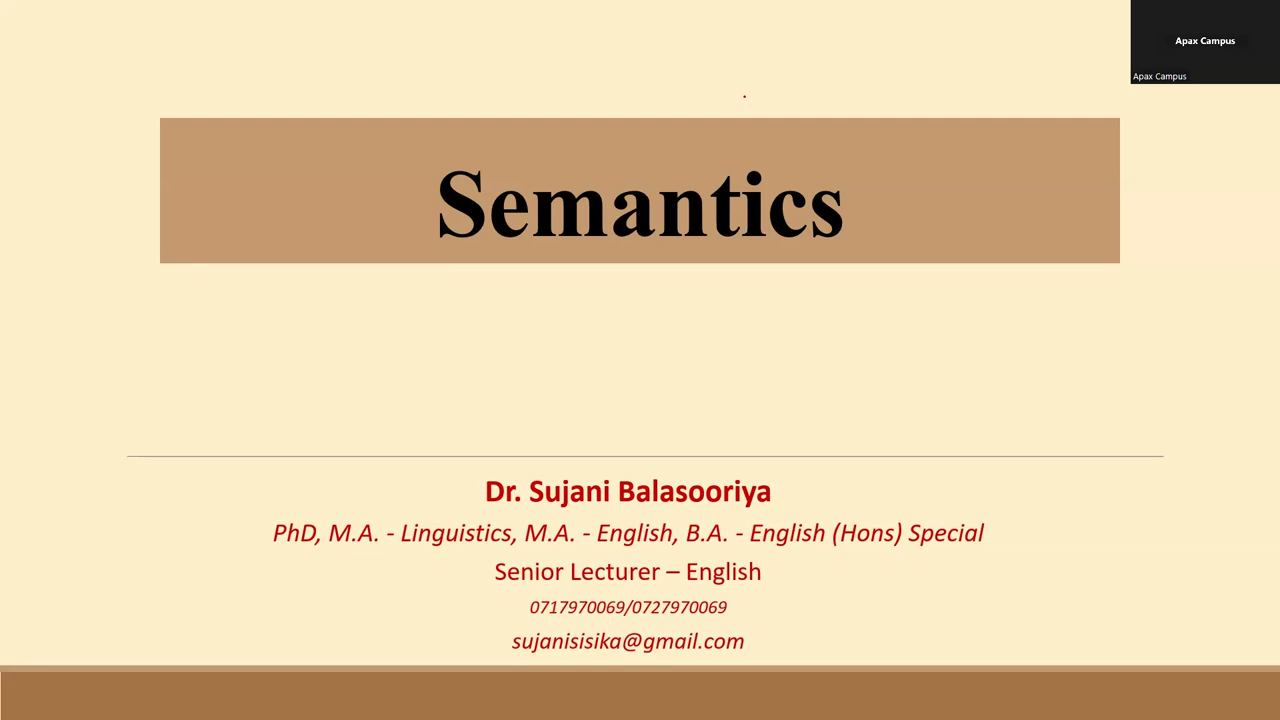 Apax Campus
Apax Campus
Semantics
Dr. Sujani Balasooriya
PhD, M.A. - Linguistics, M.A. - English, B.A. - English (Hons) Special
Senior Lecturer – English
0717970069/0727970069
sujanisisika@gmail.com